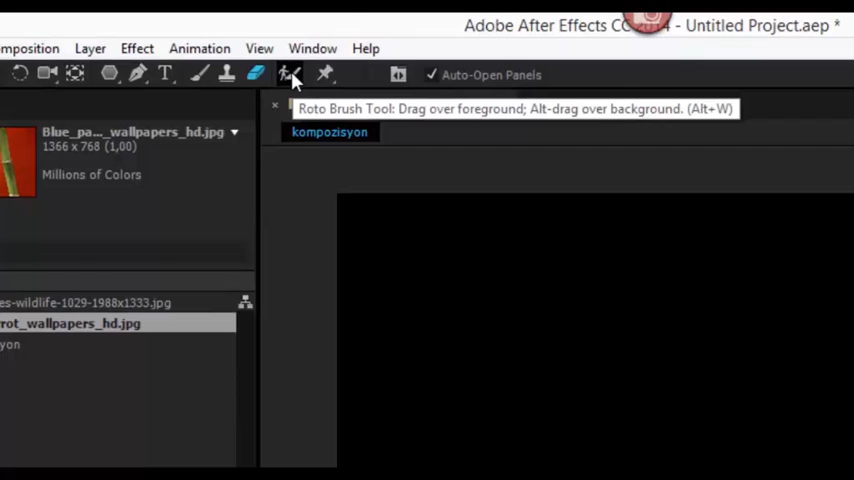 Adobe After Effects CC 2014 - Untitled Project.aep *
omposition Layer Effect Animation View Window Help
T Auto-Open Panels
Roto Brush Tool: Drag over foreground; Alt-drag over background. (Alt+W)
kompozisyon
Blue_pa..._wallpapers_hd.jpg
1366 x 768 (1,00)
Millions of Colors
es-wildlife-1029-1988x1333.jpg
rot_wallpapers_hd.jpg
yon